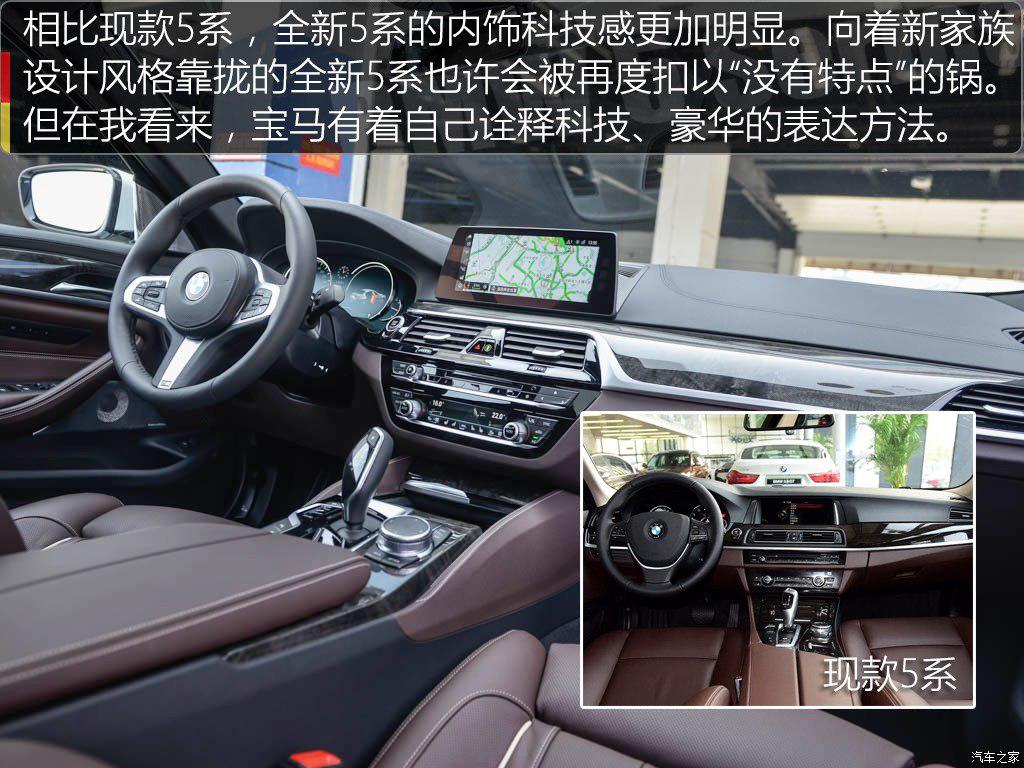 相比现款5系，全新5系的内饰科技感更加明显。向着新家族
设计风格靠拢的全新5系也许会被再度扣以“没有特点”的锅。
但在我看来，宝马有着自己诠释科技、豪华的表达方法。
16.0°
22.0°
现款5系
汽车之家